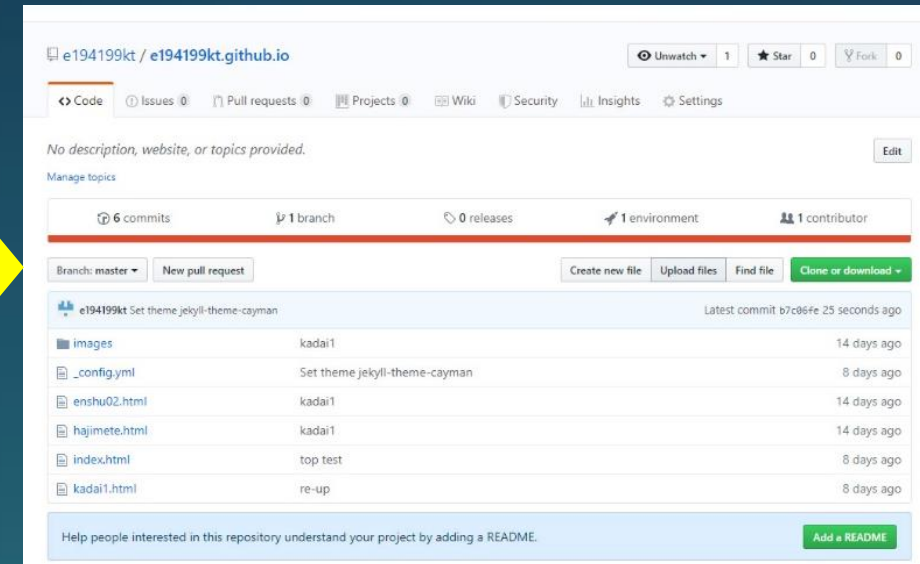 e194199kt / e194199kt.github.io
Unwatch 1 Star 0 Fork 0
Code Issues 0 Pull requests 0 Projects 0 Wiki Security Insights Settings
No description, website, or topics provided. Edit
Manage topics
6 commits 1 branch 0 releases 1 environment 1 contributor
Branch: master New pull request Create new file Upload files Find file Clone or download
e194199kt Set theme jekyll-theme-cayman Latest commit b7c06fe 25 seconds ago
images kadai1 14 days ago
_config.yml Set theme jekyll-theme-cayman 8 days ago
enshu02.html kadai1 14 days ago
hajimete.html kadai1 14 days ago
index.html top test 8 days ago
kadai1.html re-up 8 days ago
Help people interested in this repository understand your project by adding a README. Add a README